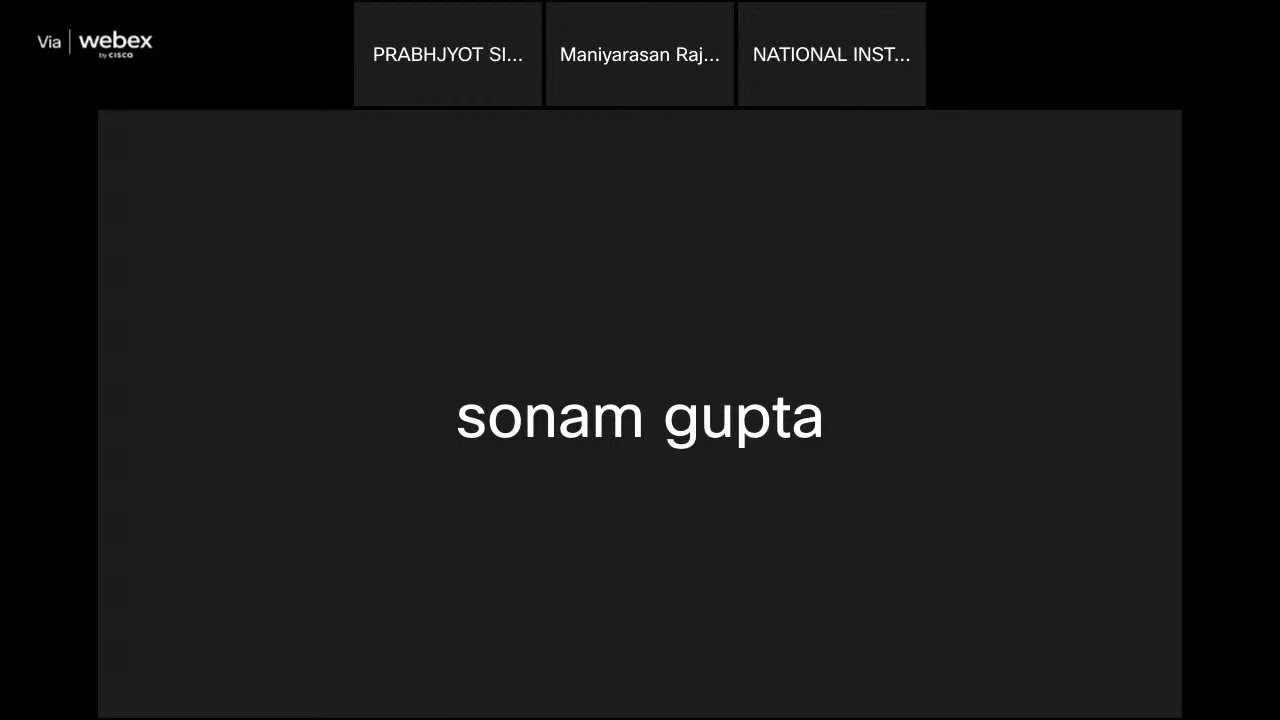 Via webex
by CISCO
PRABHJYOT SI...
Maniyarasan Raj...
NATIONAL INST...
sonam gupta